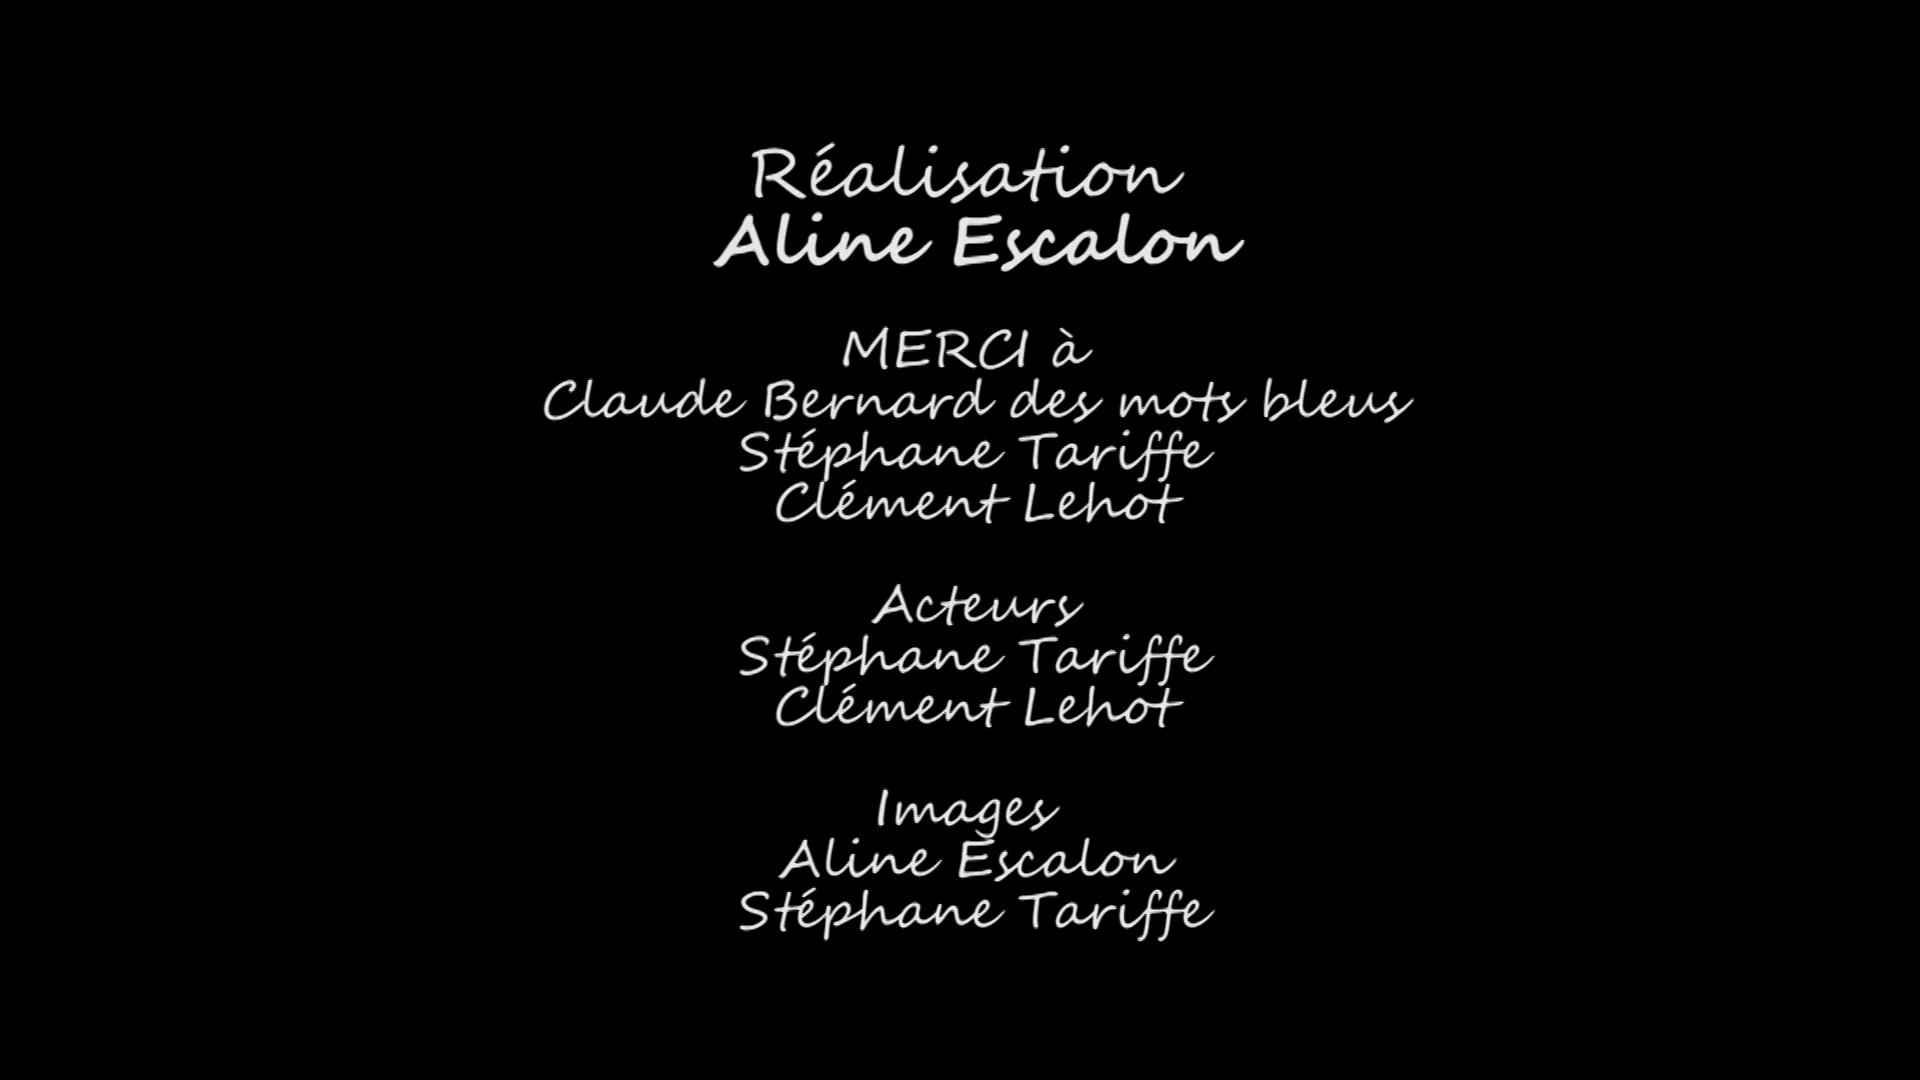 Réalisation
Aline Escalon
MERCI à
Claude Bernard des mots bleus
Stéphane Tariffe
Clément Lehot
Acteurs
Stéphane Tariffe
Clément Lehot
Images
Aline Escalon
Stéphane Tariffe